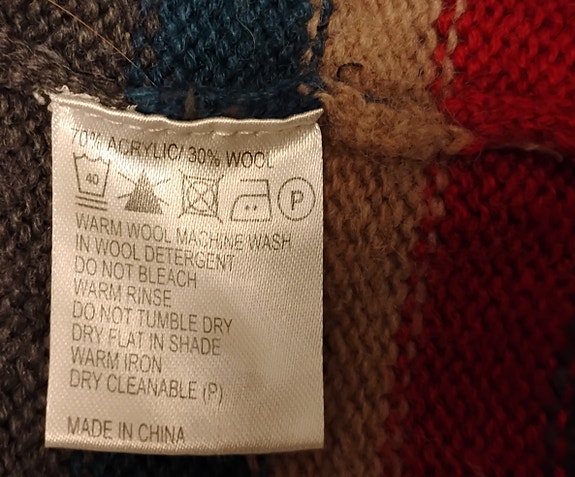 70% ACRYLIC/ 30% WOOL
40 P
WARM WOOL MACHINE WASH
IN WOOL DETERGENT
DO NOT BLEACH
WARM RINSE
DO NOT TUMBLE DRY
DRY FLAT IN SHADE
WARM IRON
DRY CLEANABLE (P)
MADE IN CHINA